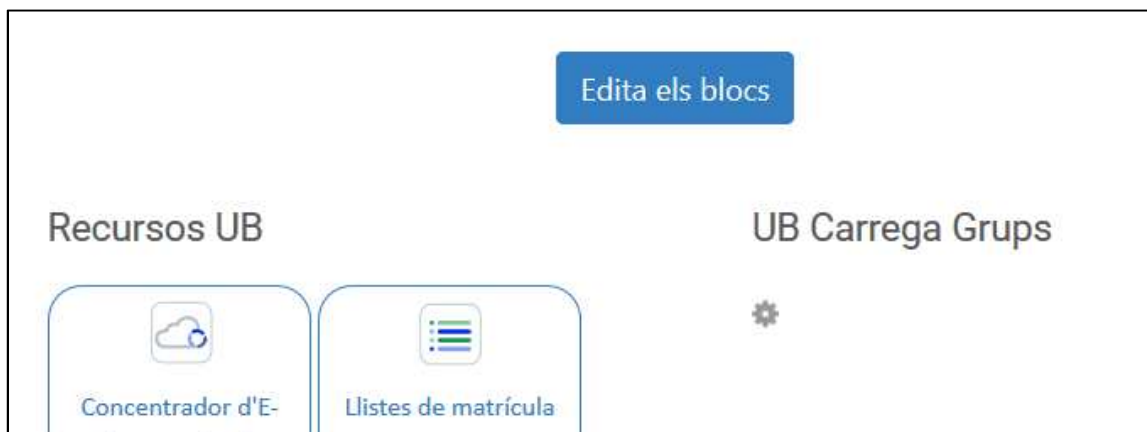 Edita els blocs
Recursos UB
UB Carrega Grups
Concentrador d'E-
Llistes de matrícula